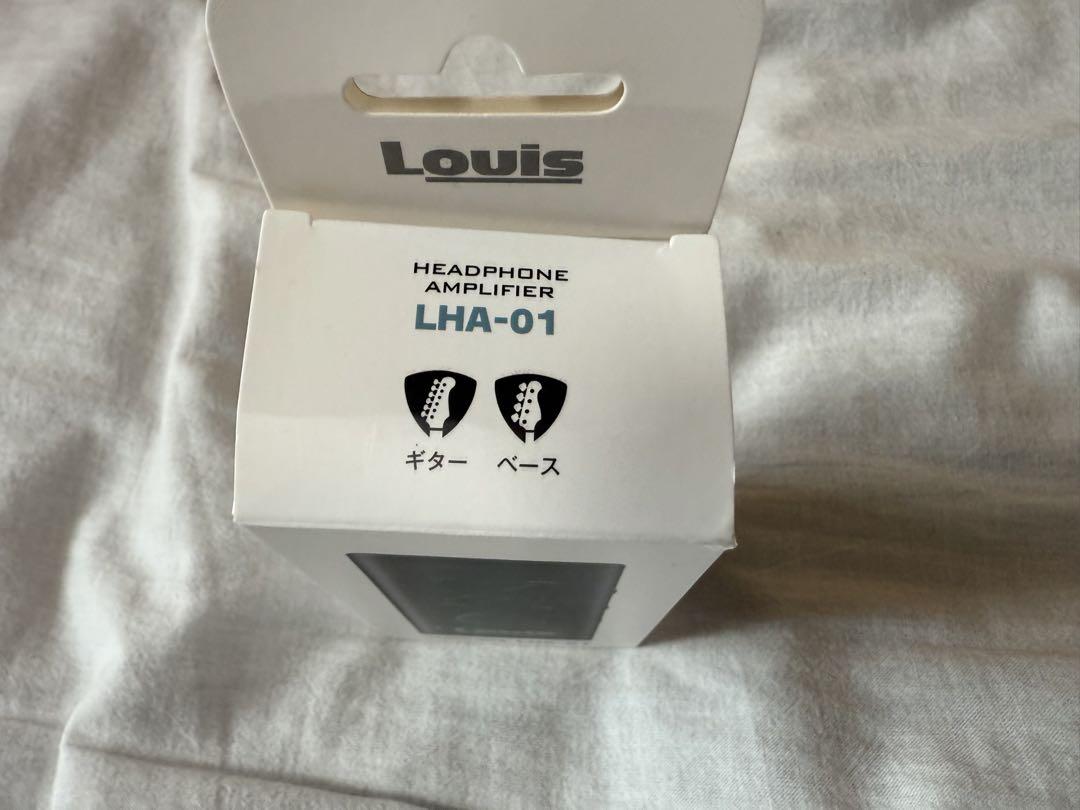 Louis
HEADPHONE
AMPLIFIER
LHA-01
ギター ベース